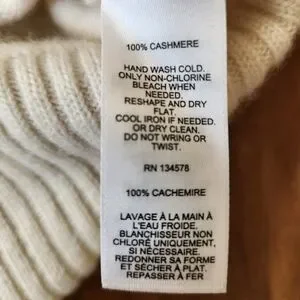 100% CASHMERE
HAND WASH COLD.
ONLY NON-CHLORINE
BLEACH WHEN
NEEDED.
RESHAPE AND DRY
FLAT.
COOL IRON IF NEEDED.
OR DRY CLEAN.
DO NOT WRING OR
TWIST.
RN 134578
100% CACHEMIRE
LAVAGE À LA MAIN À
L'EAU FROIDE.
BLANCHISSEUR NON
CHLORÉ UNIQUEMENT,
SI NÉCESSAIRE.
REDONNER SA FORME
ET SÉCHER À PLAT.
REPASSER À FER